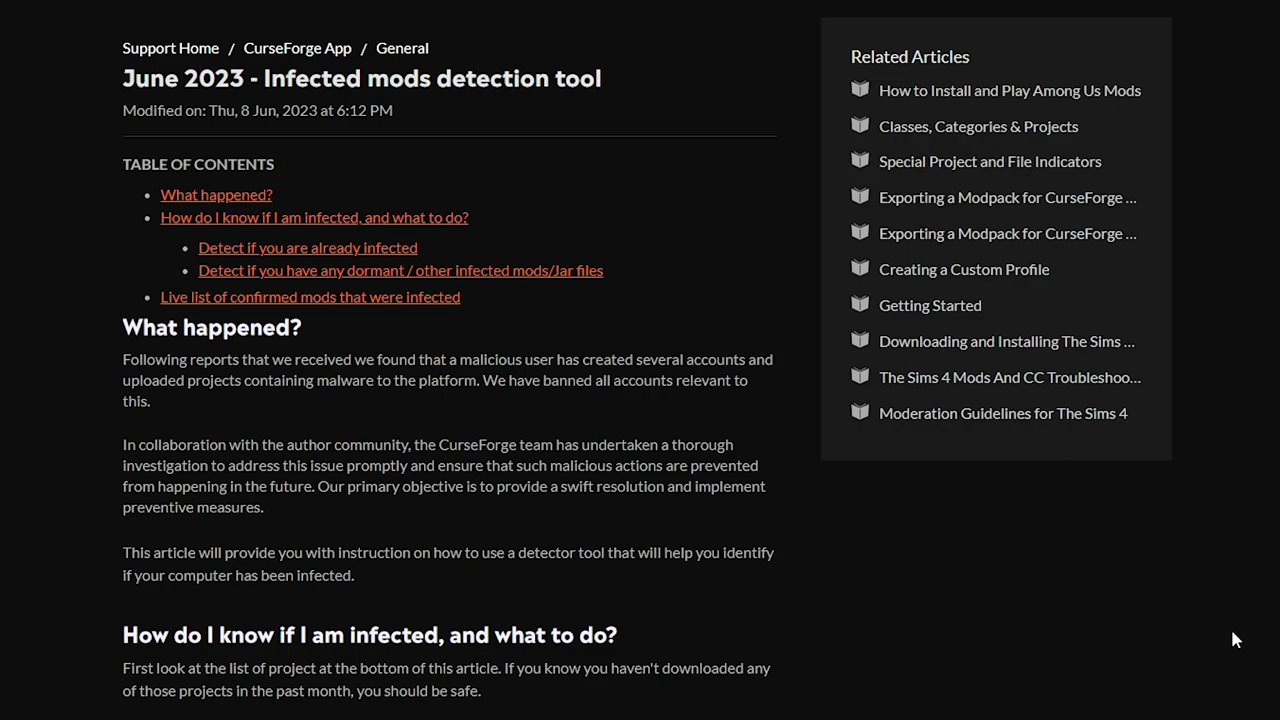 Support Home / CurseForge App / General
June 2023 - Infected mods detection tool
Modified on: Thu, 8 Jun, 2023 at 6:12 PM
TABLE OF CONTENTS
What happened?
How do I know if I am infected, and what to do?
Detect if you are already infected
Detect if you have any dormant / other infected mods/Jar files
Live list of confirmed mods that were infected
What happened?
Following reports that we received we found that a malicious user has created several accounts and
uploaded projects containing malware to the platform. We have banned all accounts relevant to
this.
In collaboration with the author community, the CurseForge team has undertaken a thorough
investigation to address this issue promptly and ensure that such malicious actions are prevented
from happening in the future. Our primary objective is to provide a swift resolution and implement
preventive measures.
This article will provide you with instruction on how to use a detector tool that will help you identify
if your computer has been infected.
How do I know if I am infected, and what to do?
First look at the list of project at the bottom of this article. If you know you haven't downloaded any
of those projects in the past month, you should be safe.
Related Articles
How to Install and Play Among Us Mods
Classes, Categories & Projects
Special Project and File Indicators
Exporting a Modpack for CurseForge ...
Exporting a Modpack for CurseForge ...
Creating a Custom Profile
Getting Started
Downloading and Installing The Sims ...
The Sims 4 Mods And CC Troubleshoo...
Moderation Guidelines for The Sims 4